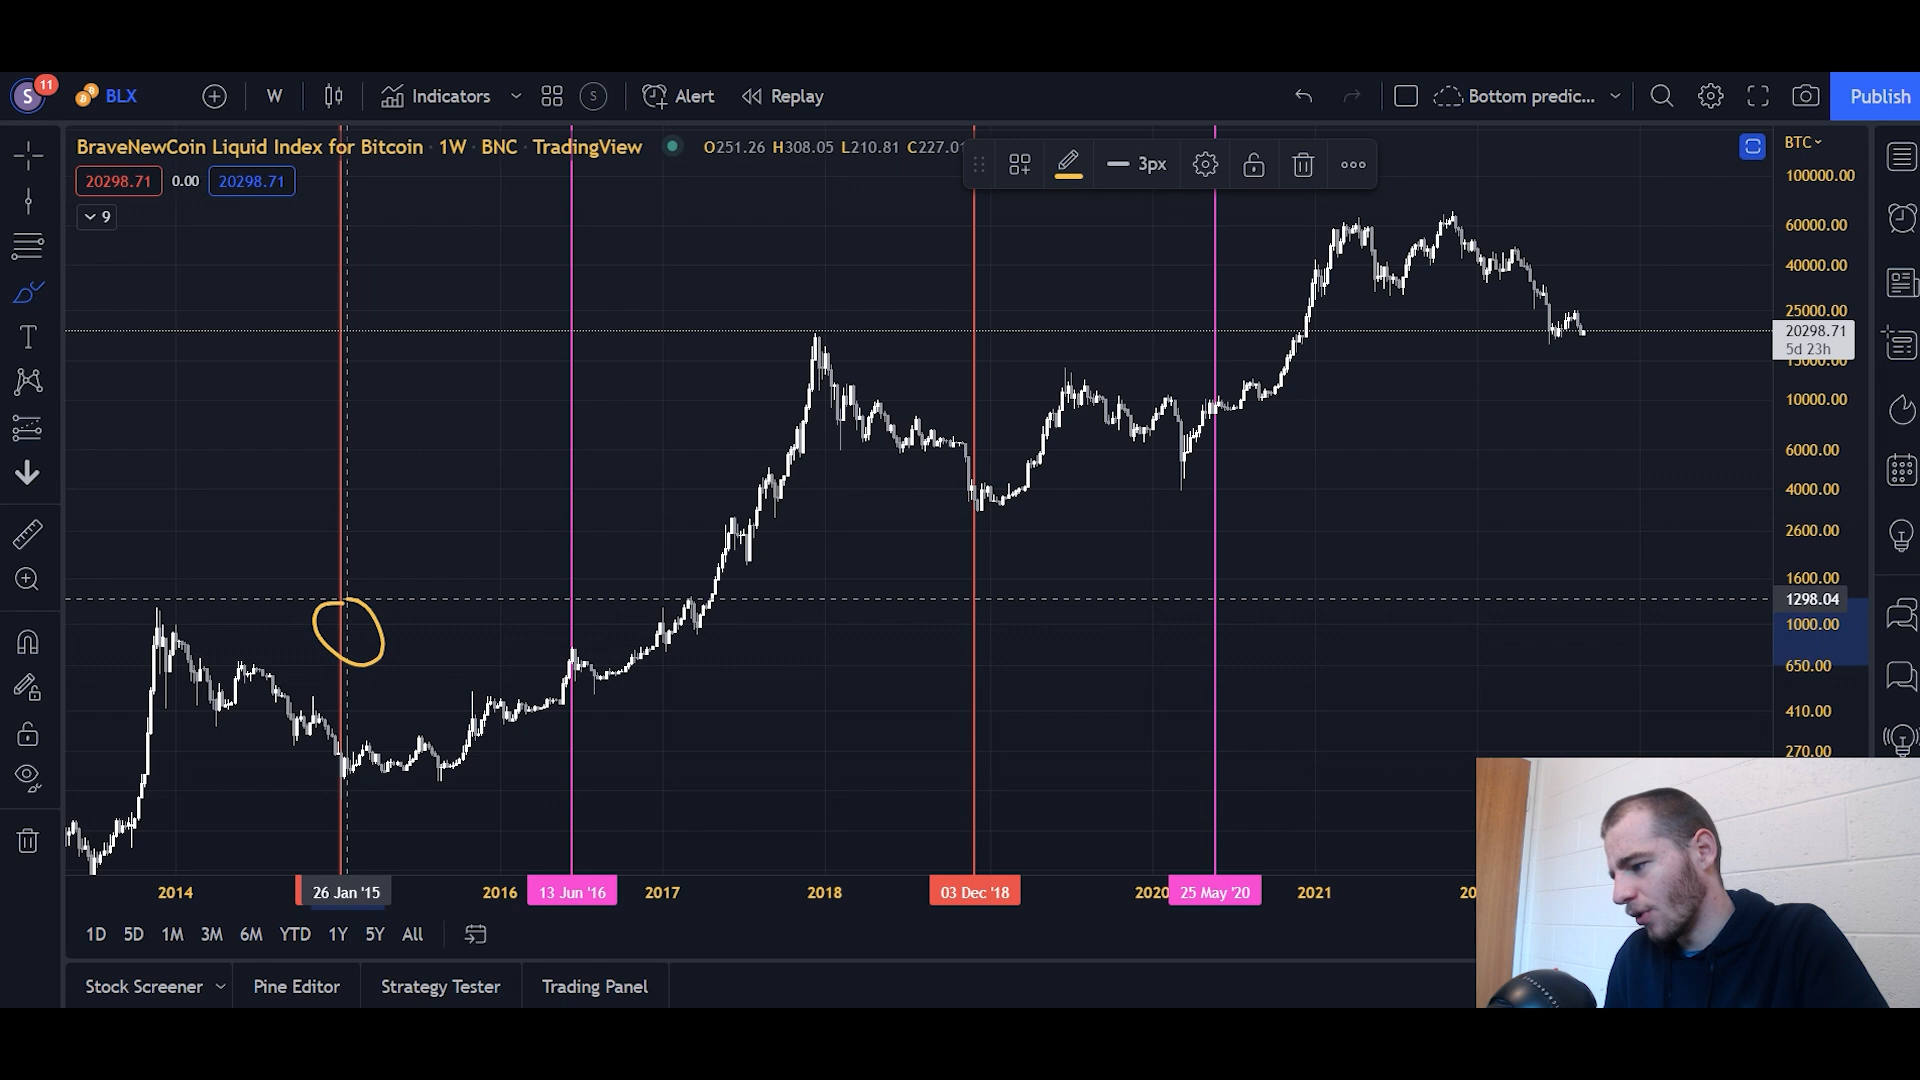 S 11 BLX W Indicators S Alert Replay Bottom predic... Publish
BraveNewCoin Liquid Index for Bitcoin · 1W · BNC · TradingView O251.26 H308.05 L210.81 C227.01
3px
BTC
20298.71 0.00 20298.71
9
100000.00
60000.00
40000.00
25000.00
20298.71
5d 23h
15000.00
10000.00
6000.00
4000.00
2600.00
1600.00
1298.04
1000.00
650.00
410.00
270.00
2014 26 Jan '15 2016 13 Jun '16 2017 2018 03 Dec '18 2020 25 May '20 2021
1D 5D 1M 3M 6M YTD 1Y 5Y All
Stock Screener Pine Editor Strategy Tester Trading Panel